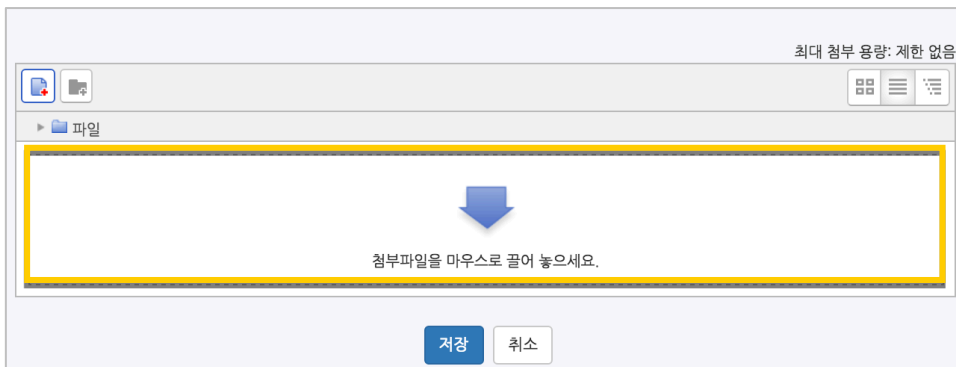 최대 첨부 용량: 제한 없음
파일
첨부파일을 마우스로 끌어 놓으세요.
저장 취소